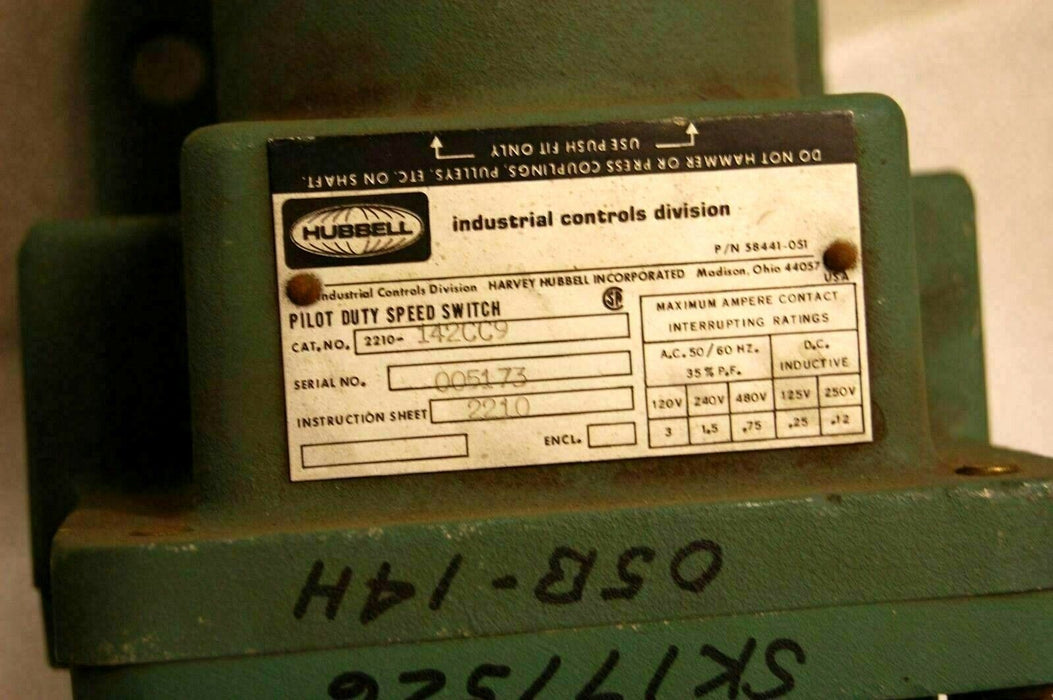 DO NOT HAMMER OR PRESS COUPLINGS, PULLEYS, ETC. ON SHAFT.
USE PUSH FIT ONLY
HUBBELL
industrial controls division
P/N 58441-051
Industrial Controls Division HARVEY HUBBELL INCORPORATED Madison, Ohio 44057 USA
PILOT DUTY SPEED SWITCH
SP
CAT. NO. 2210- 142CC9
SERIAL NO. 005173
INSTRUCTION SHEET 2210
ENCL.
MAXIMUM AMPERE CONTACT
INTERRUPTING RATINGS
A.C. 50/60 HZ.
35% P.F.
D.C.
INDUCTIVE
120V 240V 480V 125V 250V
3 1.5 .75 .25 .12
OSB-14H